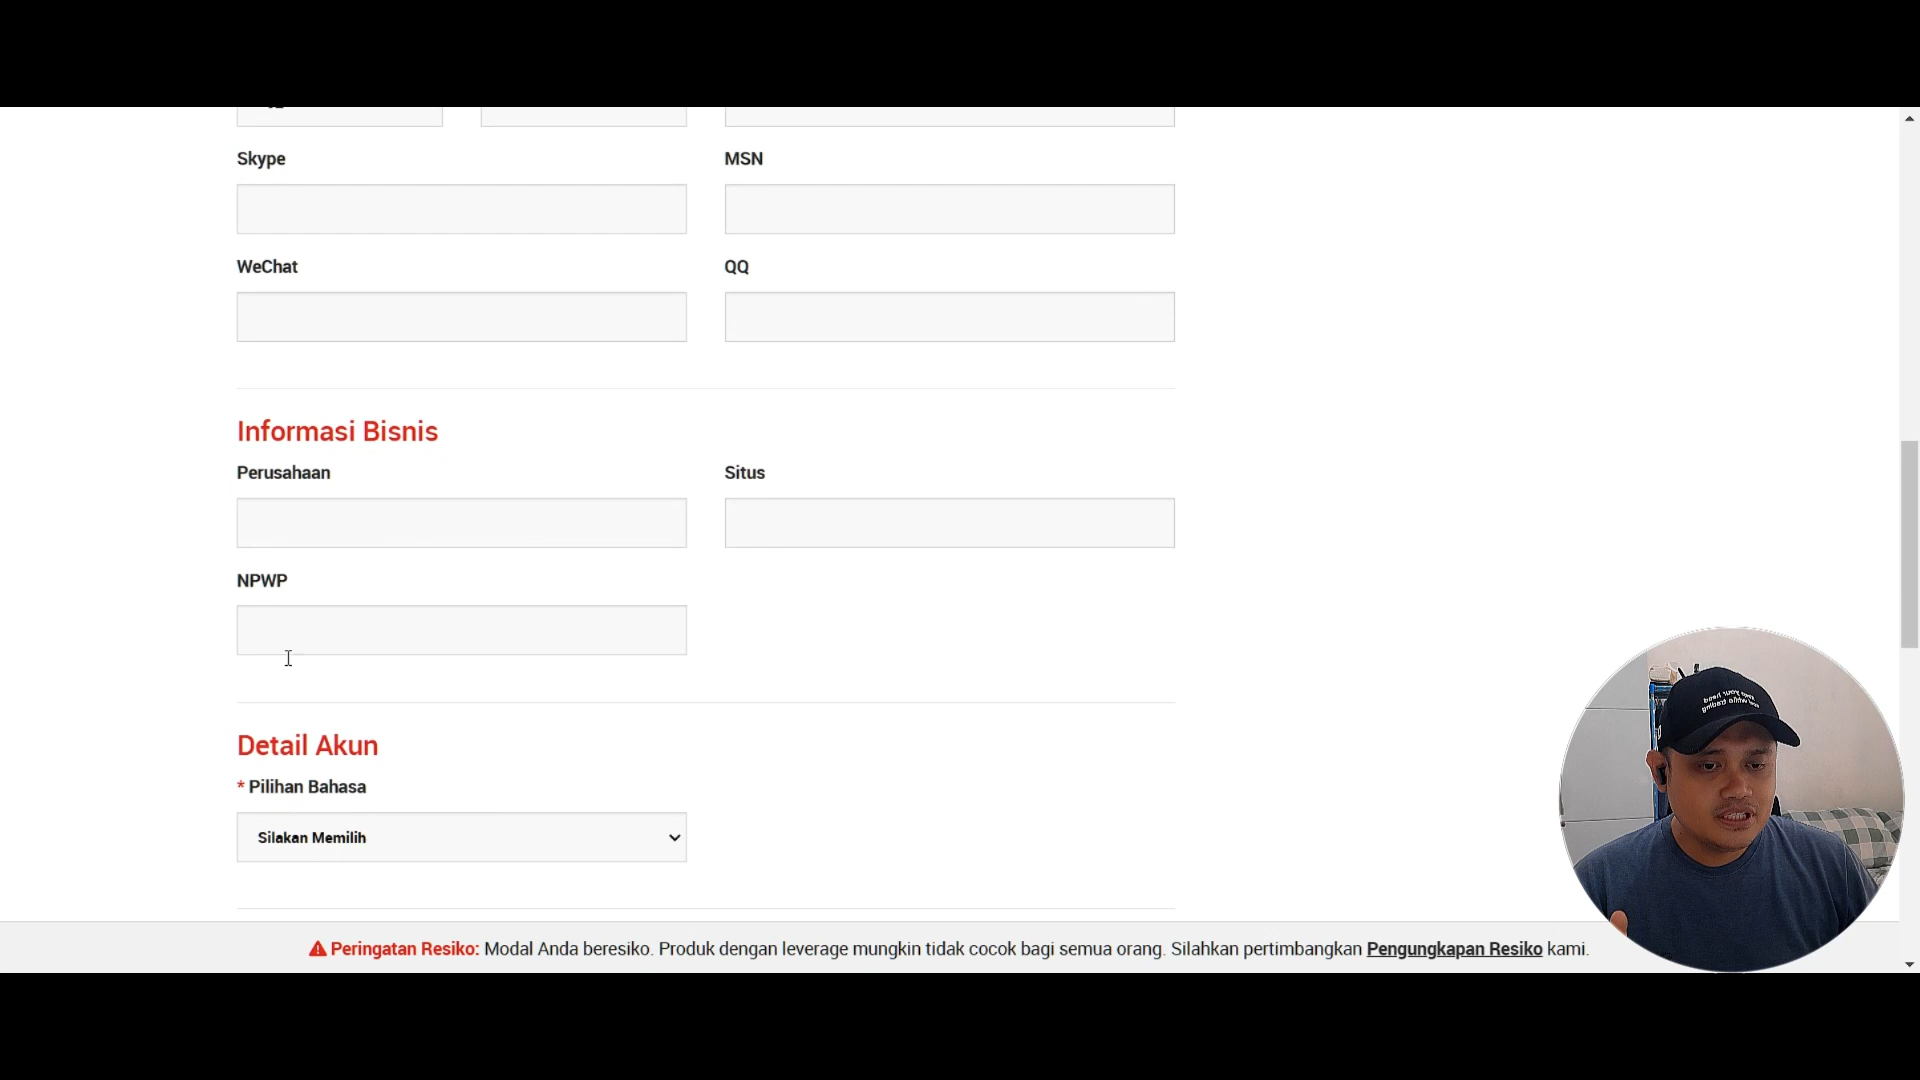 Skype
MSN
WeChat
QQ
Informasi Bisnis
Perusahaan
Situs
NPWP
Detail Akun
* Pilihan Bahasa
Silakan Memilih
Peringatan Resiko: Modal Anda beresiko. Produk dengan leverage mungkin tidak cocok bagi semua orang. Silahkan pertimbangkan Pengungkapan Resiko kami.